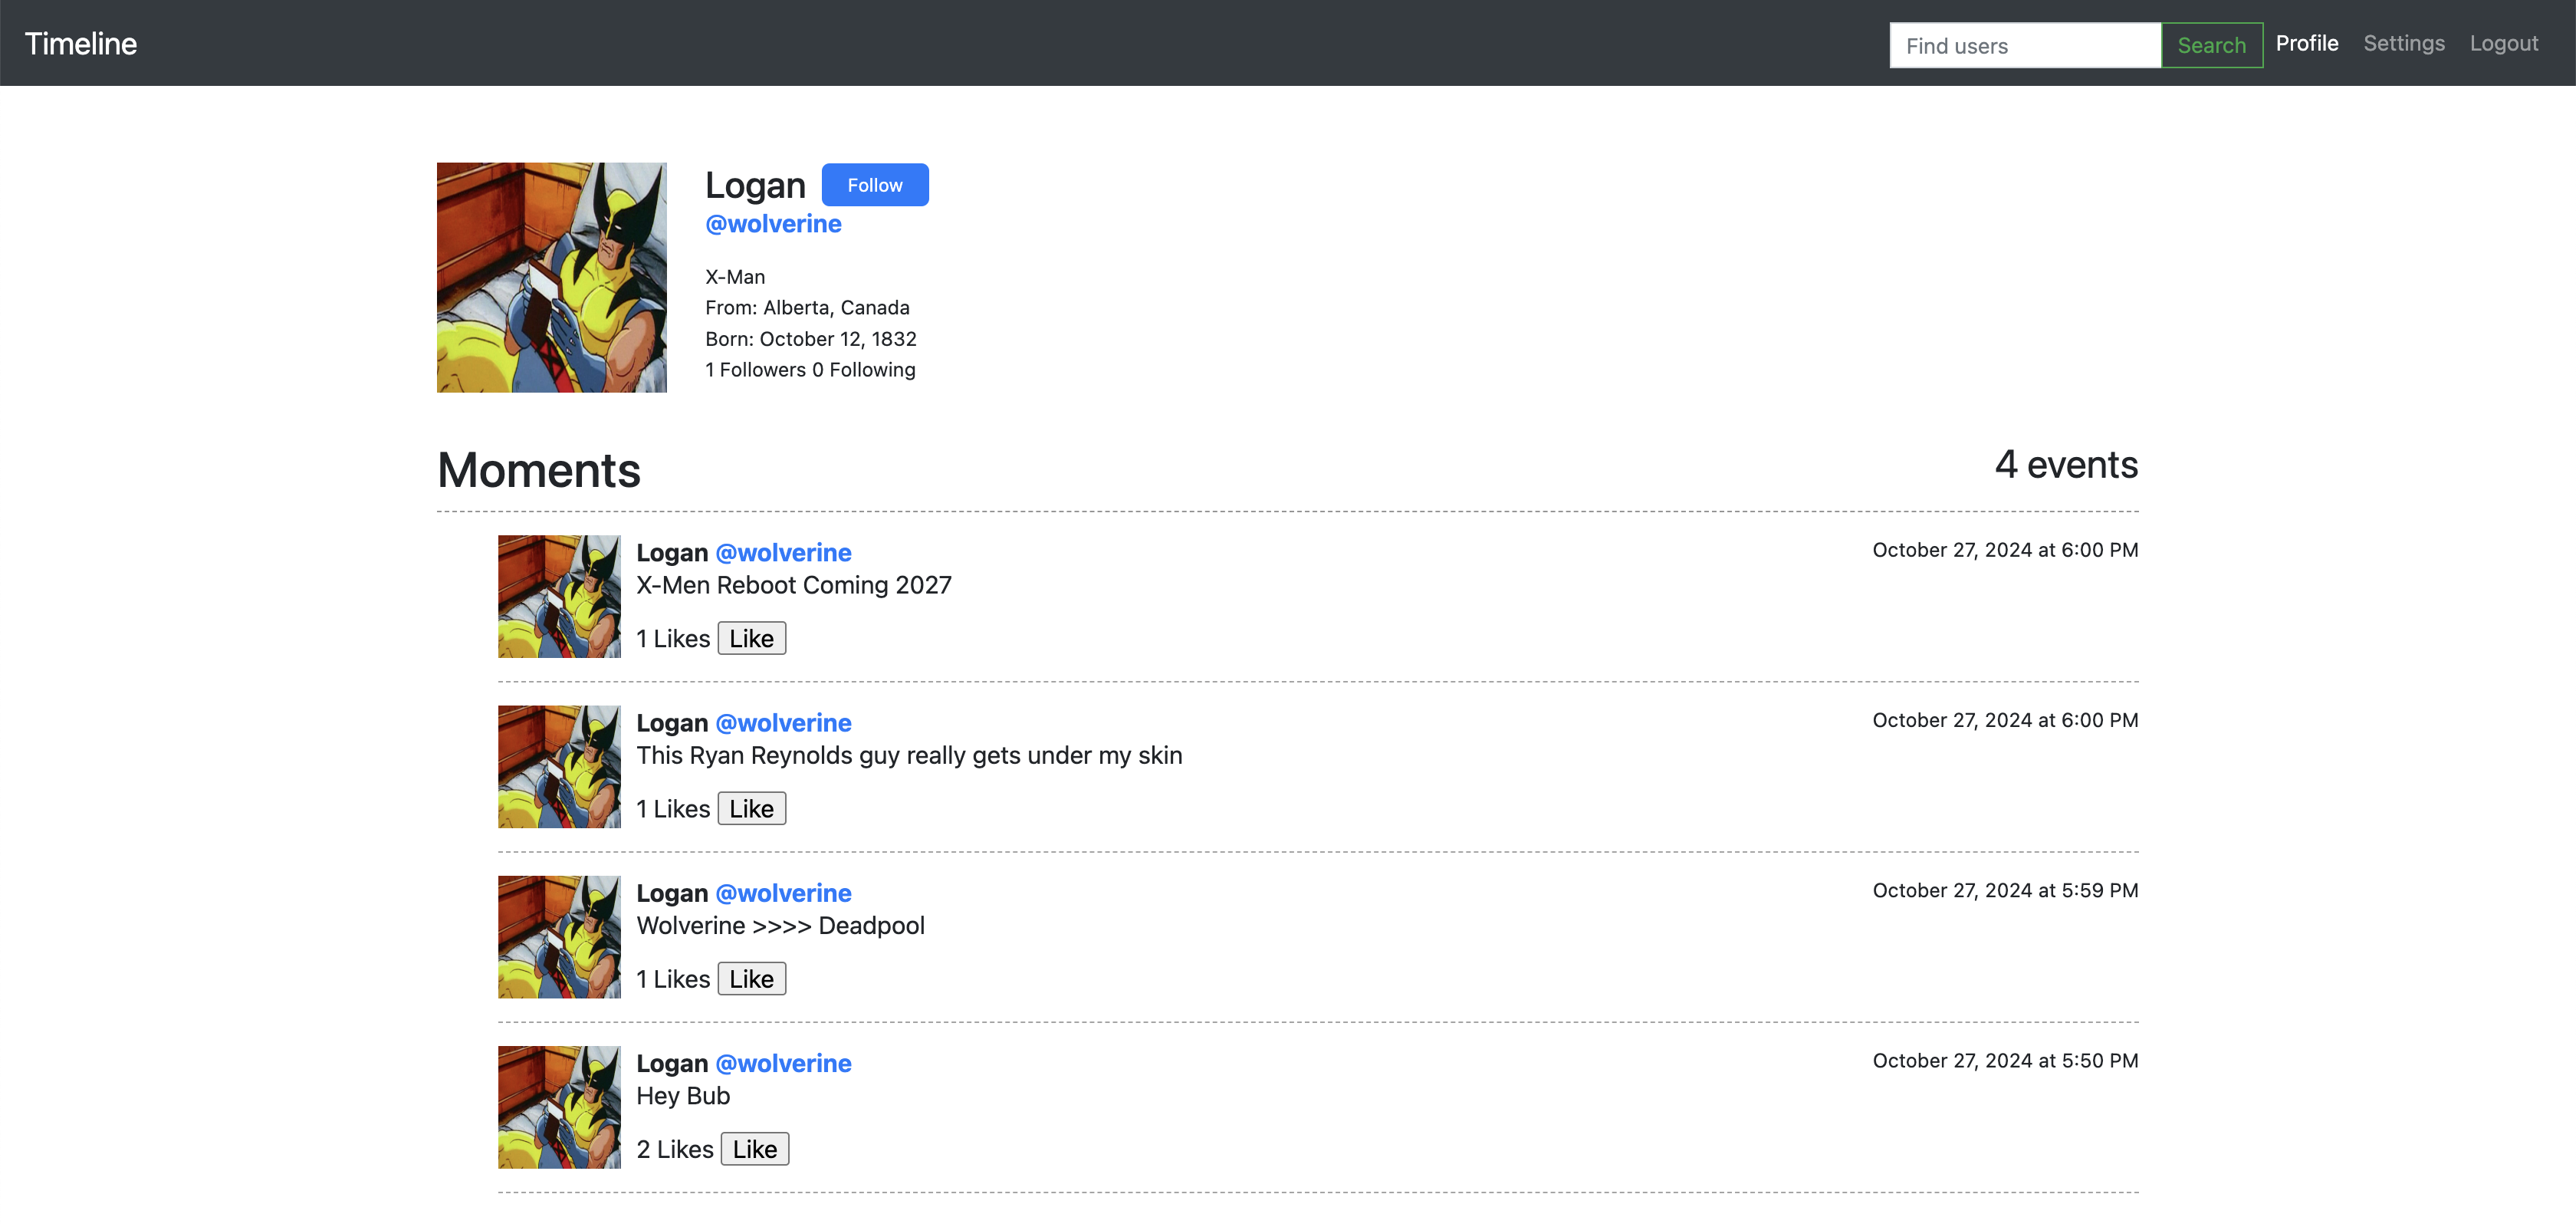 Timeline
Find users Search Profile Settings Logout
Logan Follow
@wolverine
X-Man
From: Alberta, Canada
Born: October 12, 1832
1 Followers 0 Following
Moments 4 events
Logan @wolverine October 27, 2024 at 6:00 PM
X-Men Reboot Coming 2027
1 Likes Like
Logan @wolverine October 27, 2024 at 6:00 PM
This Ryan Reynolds guy really gets under my skin
1 Likes Like
Logan @wolverine October 27, 2024 at 5:59 PM
Wolverine >>>> Deadpool
1 Likes Like
Logan @wolverine October 27, 2024 at 5:50 PM
Hey Bub
2 Likes Like